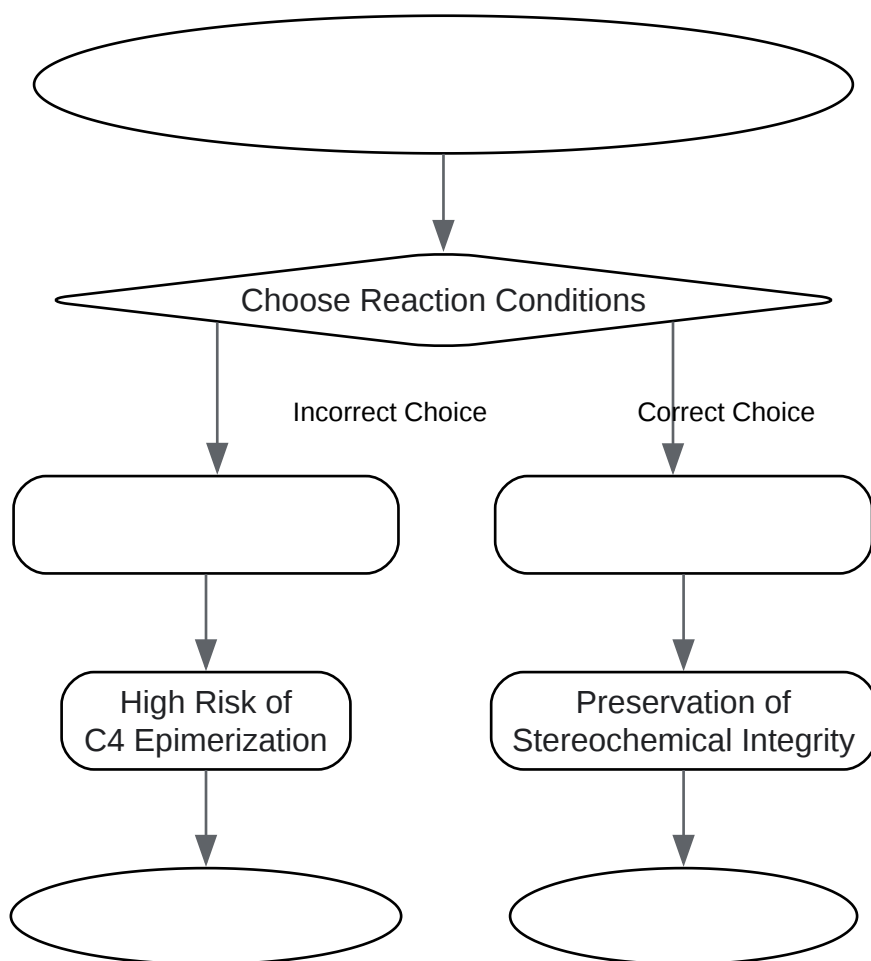 Choose Reaction Conditions
Incorrect Choice
Correct Choice
High Risk of
C4 Epimerization
Preservation of
Stereochemical Integrity